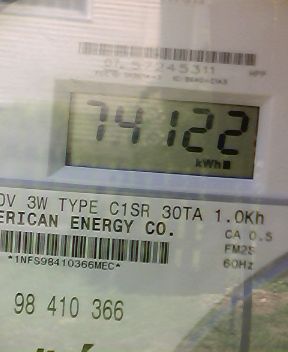 74122
kWh
0V 3W TYPE C1SR 30TA 1.0Kh
ERICAN ENERGY CO.
CA 0.5
FM2S
60Hz
*1NFS98410366MEC*
98 410 366